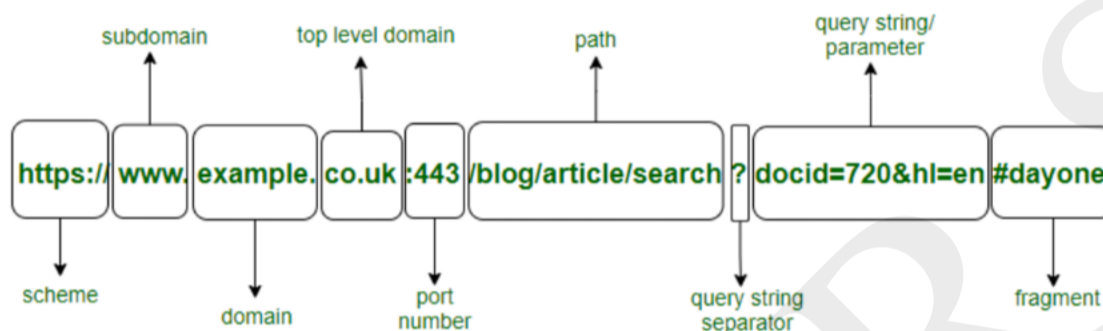 subdomain
top level domain
path
query string/
parameter
https://www.example.co.uk:443/blog/article/search?docid=720&hl=en#dayone
scheme
domain
port
number
query string
separator
fragment